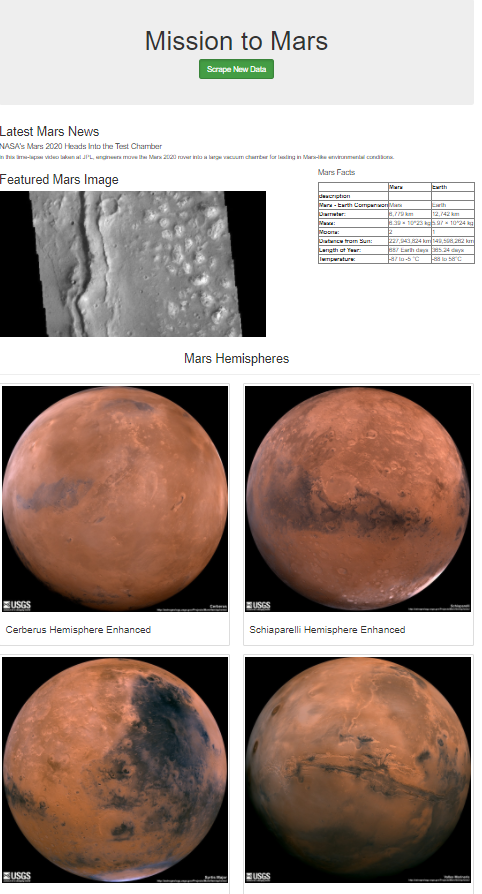 Mission to Mars
Scrape New Data
Latest Mars News
NASA's Mars 2020 Heads Into the Test Chamber
In this time-lapse video taken at JPL, engineers move the Mars 2020 rover into a large vacuum chamber for testing in Mars-like environmental conditions.
Mars Facts
Featured Mars Image
Mars Earth
description
Mars - Earth Comparison Mars Earth
Diameter: 6,779 km 12,742 km
Mass: 6.39 × 10^23 kg 5.97 × 10^24 kg
Moons: 2 1
Distance from Sun: 227,943,824 km 149,598,262 km
Length of Year: 687 Earth days 365.24 days
Temperature: -87 to -5 °C -88 to 58°C
Mars Hemispheres
USGS Cerberus
USGS Schiaparelli
Cerberus Hemisphere Enhanced
Schiaparelli Hemisphere Enhanced
USGS Syrtis Major
USGS Valles Marineris